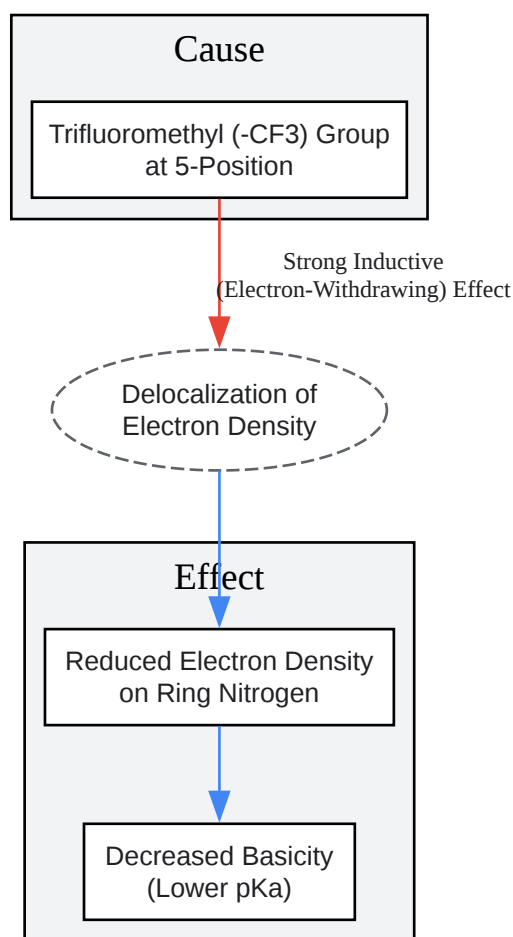 Cause
Trifluoromethyl (-CF3) Group
at 5-Position
Strong Inductive
(Electron-Withdrawing) Effect
Delocalization of
Electron Density
Effect
Reduced Electron Density
on Ring Nitrogen
Decreased Basicity
(Lower pKa)